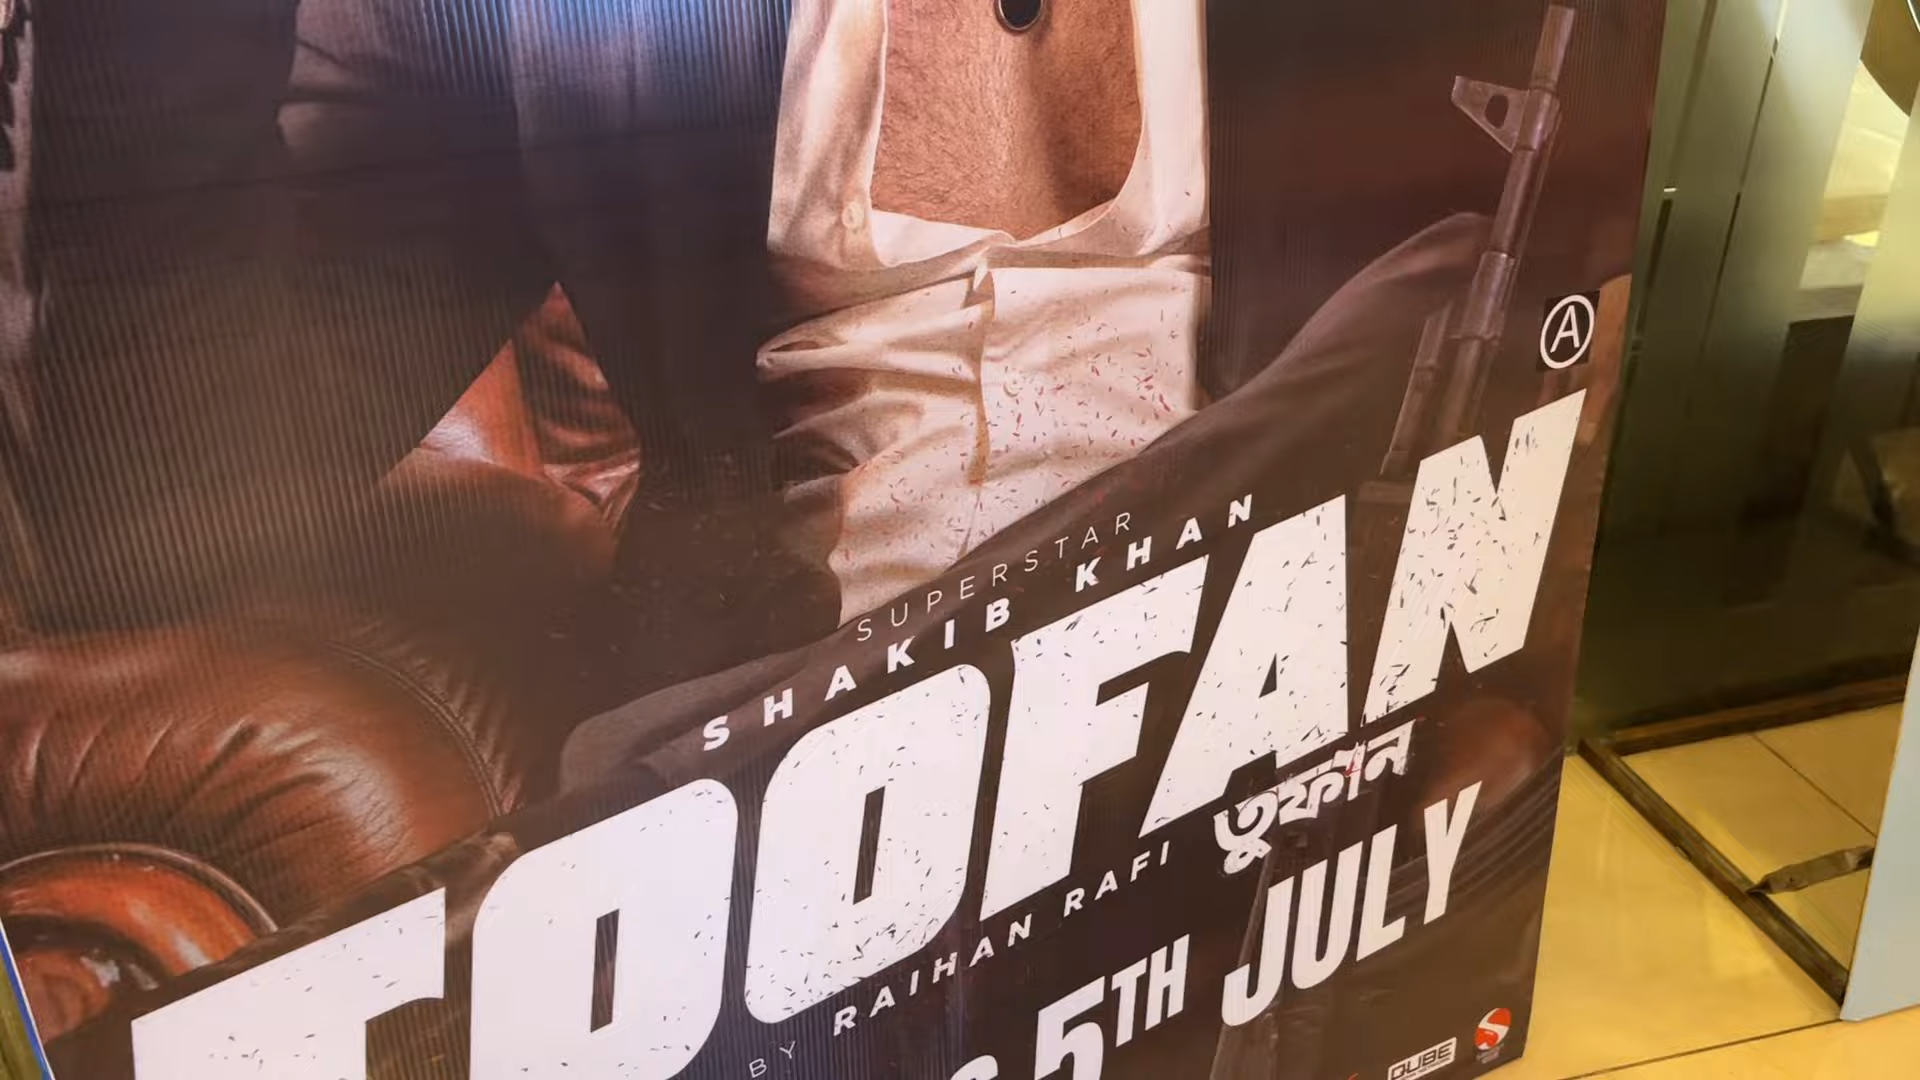 A
SUPERSTAR
SHAKIB KHAN
TOOFAN
তুফান
BY RAIHAN RAFI
5TH JULY
QUBE
S